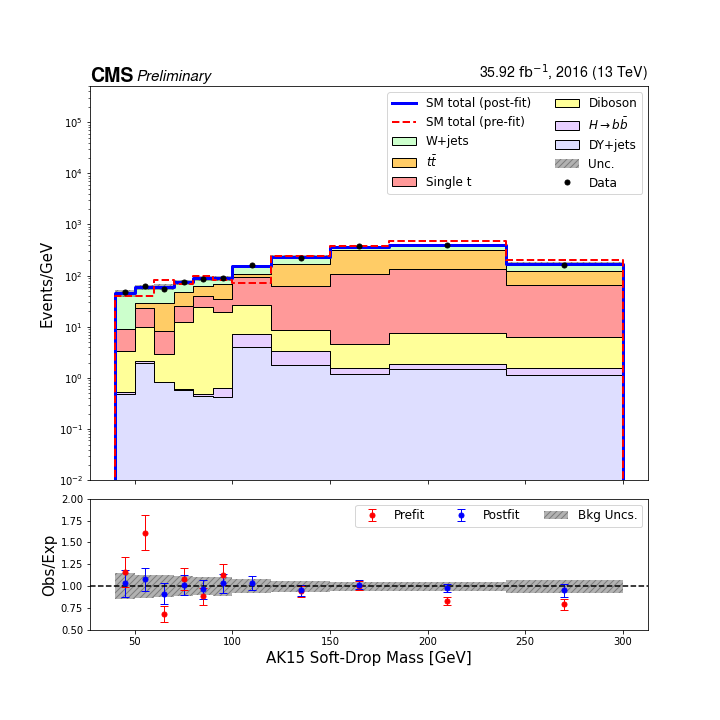 CMS Preliminary
35.92 fb⁻¹, 2016 (13 TeV)
SM total (post-fit)
SM total (pre-fit)
W+jets
tt̄
Single t
Diboson
H→bb̄
DY+jets
Unc.
Data
Events/GeV
10⁵
10⁴
10³
10²
10¹
10⁰
10⁻¹
10⁻²
Prefit
Postfit
Bkg Uncs.
Obs/Exp
2.00
1.75
1.50
1.25
1.00
0.75
0.50
50 100 150 200 250 300
AK15 Soft-Drop Mass [GeV]